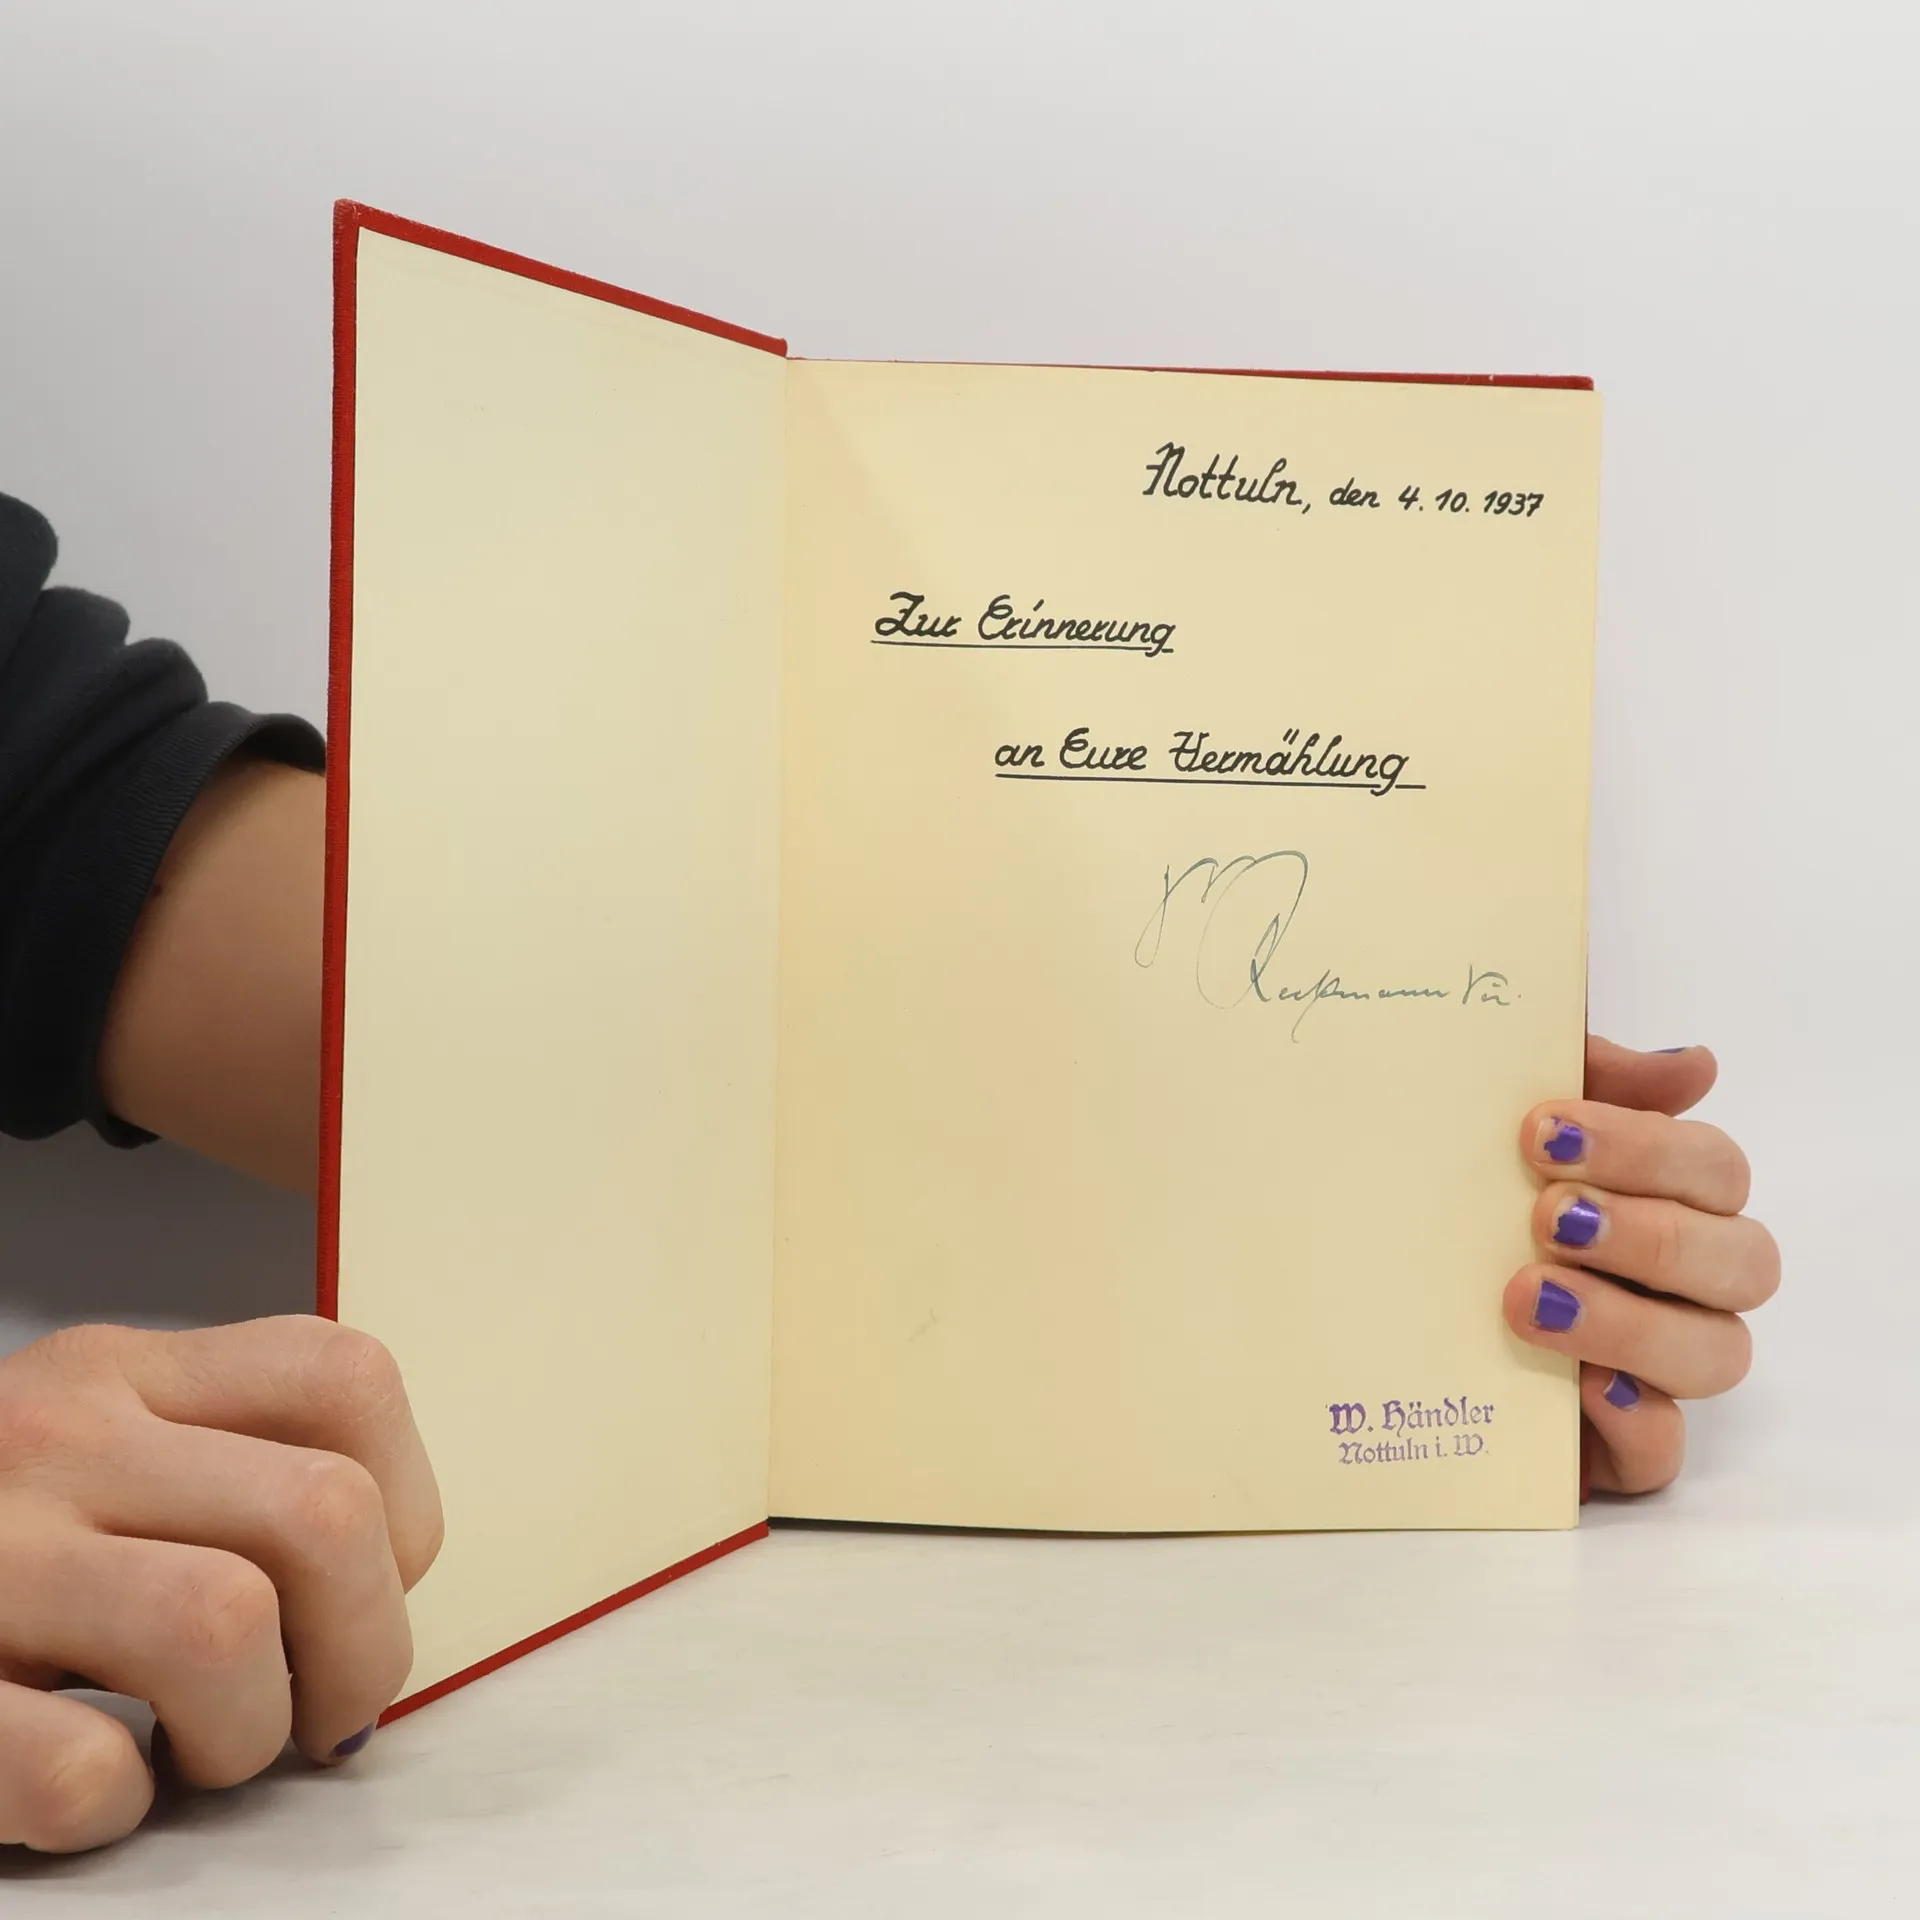 Nottuln, den 4. 10. 1937
Zur Erinnerung
an Eure Vermählung
W. Händler
Nottuln i. W.